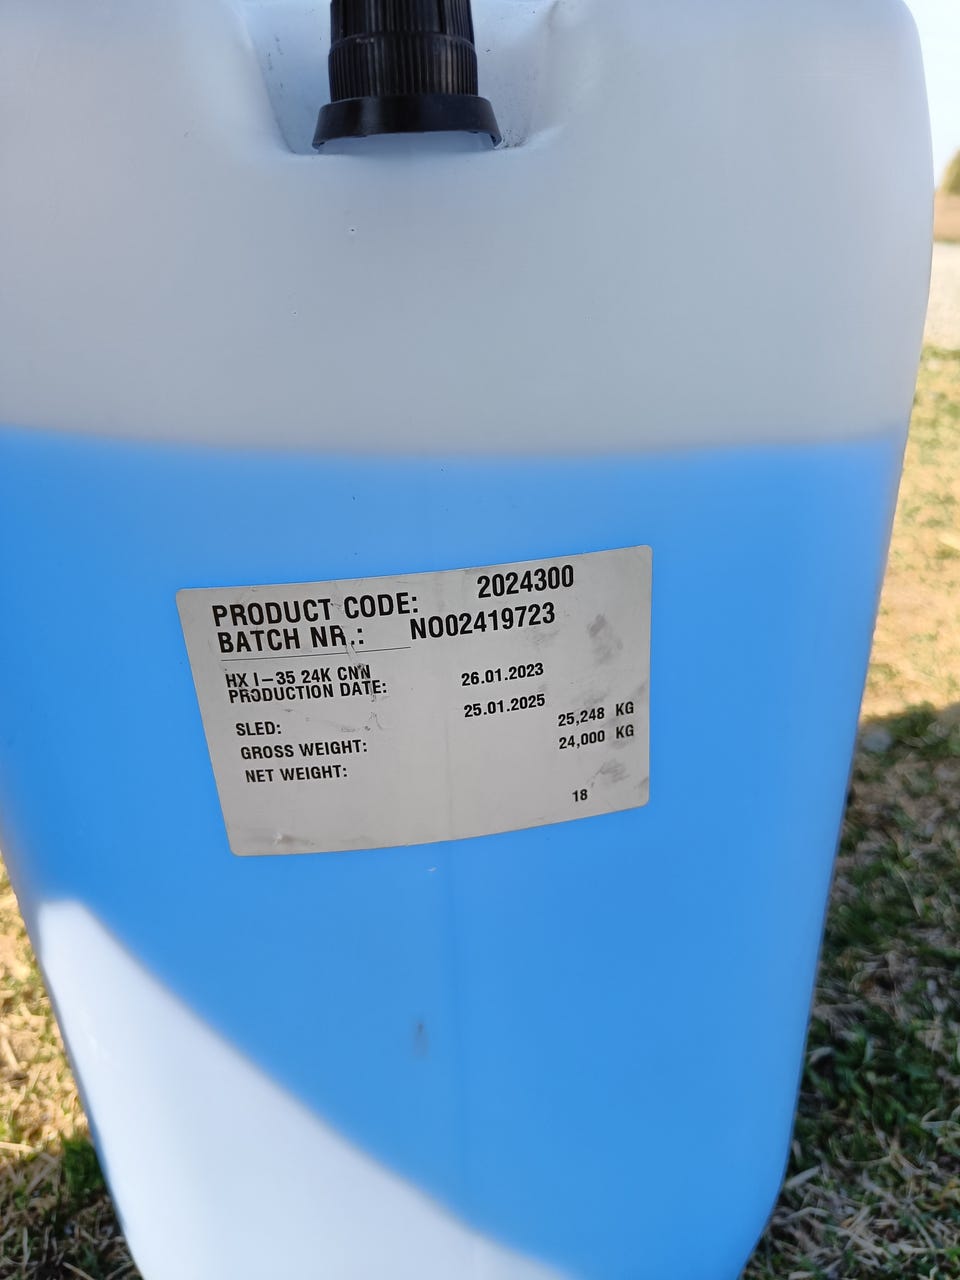 PRODUCT CODE: 2024300
BATCH NR.: NO02419723
HX I-35 24K CNN
PRODUCTION DATE: 26.01.2023
SLED: 25.01.2025
GROSS WEIGHT: 25,248 KG
NET WEIGHT: 24,000 KG
18